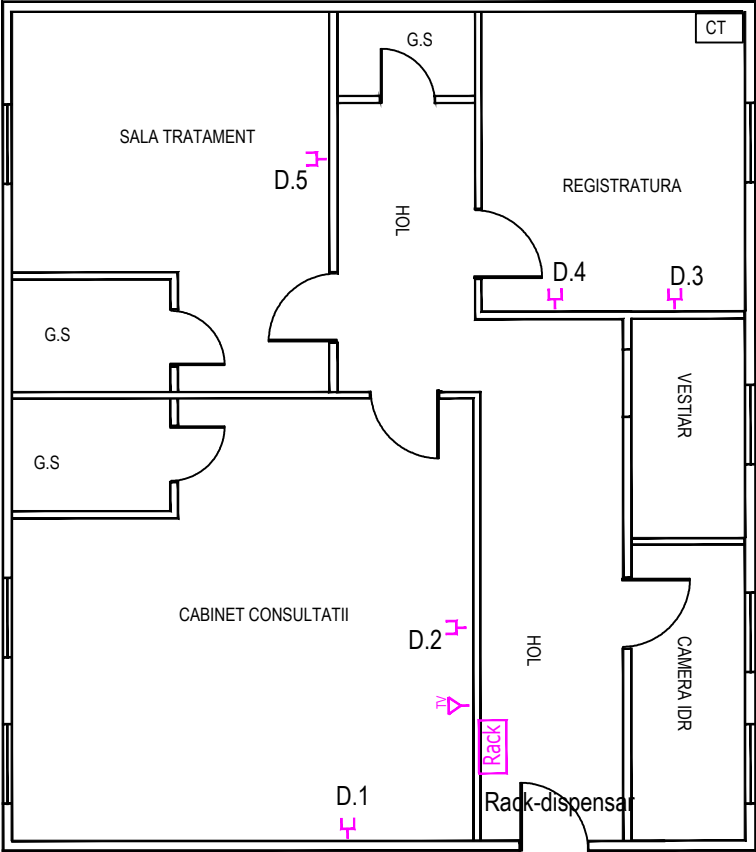 CT
G.S
SALA TRATAMENT
D.5
REGISTRATURA
HOL
D.4
D.3
G.S
VESTIAR
G.S
CABINET CONSULTATII
D.2
HOL
CAMERA IDR
TV
Rack
D.1
Rack-dispensar